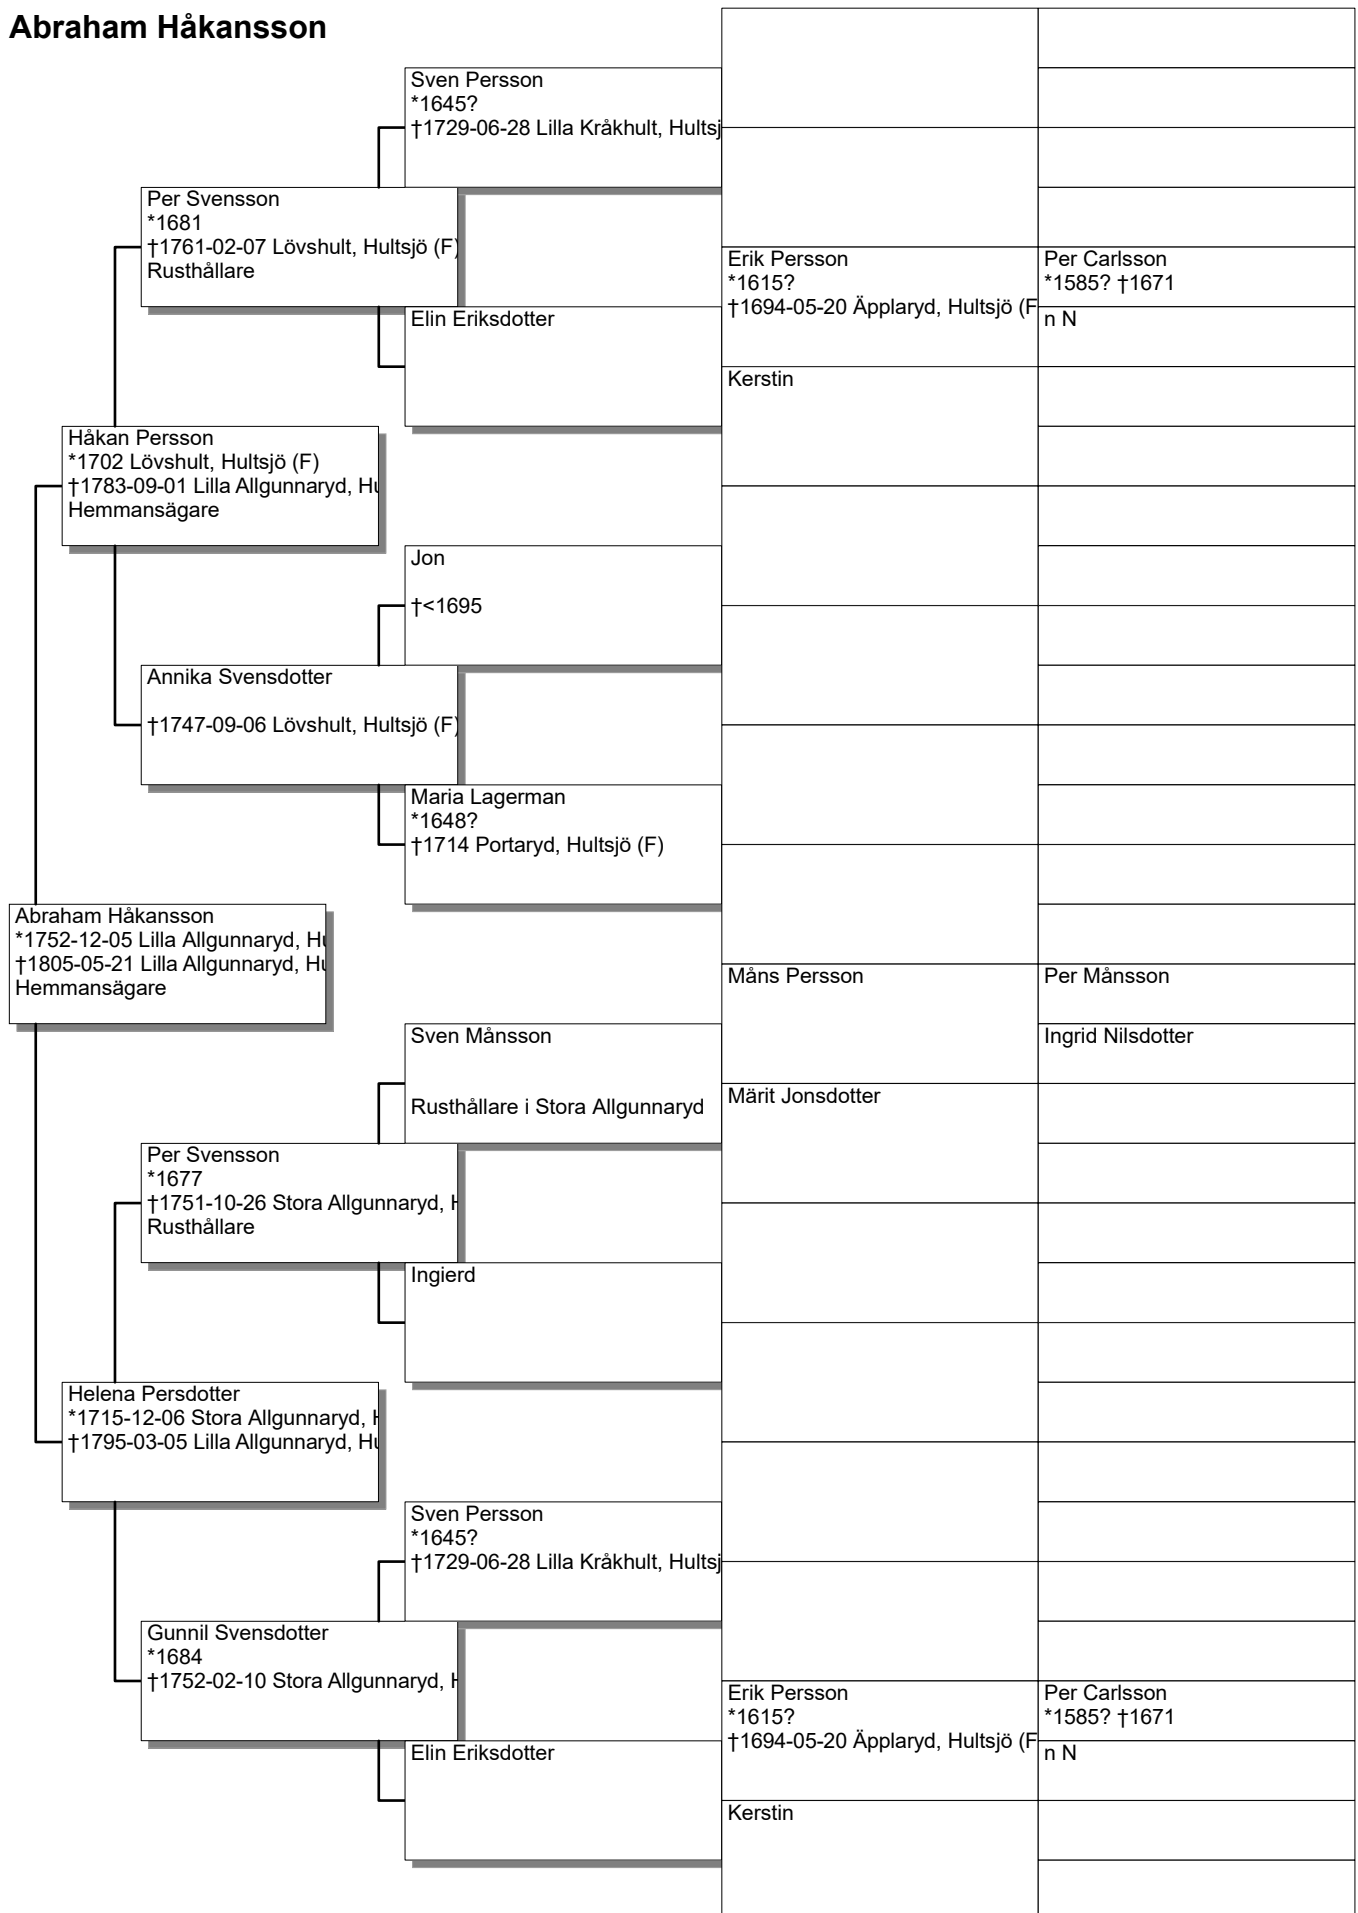 Abraham Håkansson
Sven Persson
*1645?
†1729-06-28 Lilla Kråkhult, Hultsj
Per Svensson
*1681
†1761-02-07 Lövshult, Hultsjö (F)
Rusthållare
Erik Persson
*1615?
†1694-05-20 Äpplaryd, Hultsjö (F
Per Carlsson
*1585? †1671
n N
Elin Eriksdotter
Kerstin
Håkan Persson
*1702 Lövshult, Hultsjö (F)
†1783-09-01 Lilla Allgunnaryd, Hu
Hemmansägare
Jon
†<1695
Annika Svensdotter
†1747-09-06 Lövshult, Hultsjö (F)
Maria Lagerman
*1648?
†1714 Portaryd, Hultsjö (F)
Abraham Håkansson
*1752-12-05 Lilla Allgunnaryd, Hu
†1805-05-21 Lilla Allgunnaryd, Hu
Hemmansägare
Måns Persson
Per Månsson
Sven Månsson
Rusthållare i Stora Allgunnaryd
Ingrid Nilsdotter
Märit Jonsdotter
Per Svensson
*1677
†1751-10-26 Stora Allgunnaryd, H
Rusthållare
Ingierd
Helena Persdotter
*1715-12-06 Stora Allgunnaryd, H
†1795-03-05 Lilla Allgunnaryd, Hu
Sven Persson
*1645?
†1729-06-28 Lilla Kråkhult, Hultsj
Gunnil Svensdotter
*1684
†1752-02-10 Stora Allgunnaryd, H
Erik Persson
*1615?
†1694-05-20 Äpplaryd, Hultsjö (F
Per Carlsson
*1585? †1671
n N
Elin Eriksdotter
Kerstin